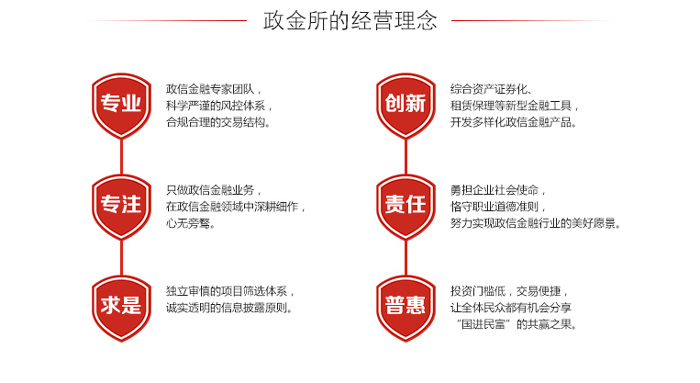 政金所的经营理念
专业
政信金融专家团队，
科学严谨的风控体系，
合规合理的交易结构。
专注
只做政信金融业务，
在政信金融领域中深耕细作，
心无旁骛。
求是
独立审慎的项目筛选体系，
诚实透明的信息披露原则。
创新
综合资产证券化、
租赁保理等新型金融工具，
开发多样化政信金融产品。
责任
勇担企业社会使命，
恪守职业道德准则，
努力实现政信金融行业的美好愿景。
普惠
投资门槛低，交易便捷，
让全体民众都有机会分享
“国进民富”的共赢之果。